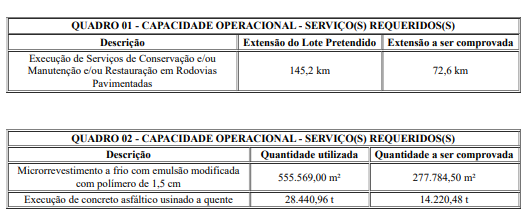 QUADRO 01 - CAPACIDADE OPERACIONAL - SERVIÇO(S) REQUERIDOS(S)
Descrição Extensão do Lote Pretendido Extensão a ser comprovada
Execução de Serviços de Conservação e/ou
Manutenção e/ou Restauração em Rodovias
Pavimentadas
145,2 km 72,6 km
QUADRO 02 - CAPACIDADE OPERACIONAL - SERVIÇO(S) REQUERIDOS(S)
Descrição Quantidade utilizada Quantidade a ser comprovada
Microrrevestimento a frio com emulsão modificada
com polímero de 1,5 cm
555.569,00 m² 277.784,50 m²
Execução de concreto asfáltico usinado a quente 28.440,96 t 14.220,48 t